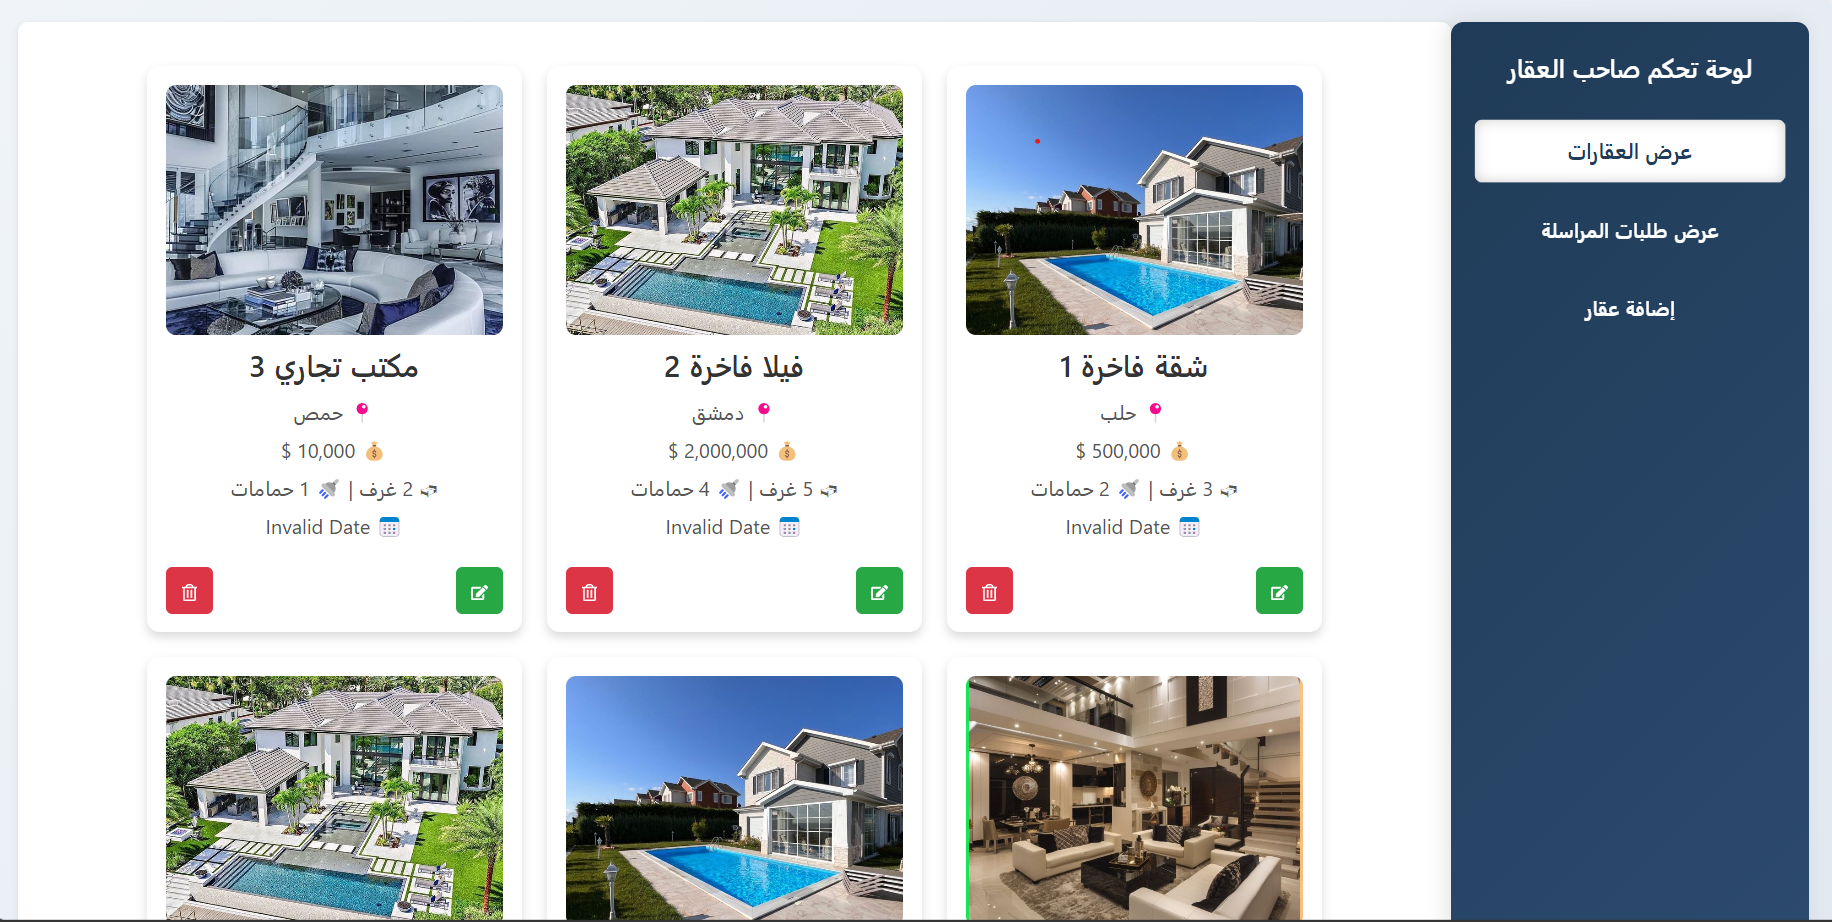 لوحة تحكم صاحب العقار
عرض العقارات
عرض طلبات المراسلة
إضافة عقار
شقة فاخرة 1
📍 حلب
💰 500,000 $
🛏 3 غرف | 🚿 2 حمامات
📅 Invalid Date
فيلا فاخرة 2
📍 دمشق
💰 2,000,000 $
🛏 5 غرف | 🚿 4 حمامات
📅 Invalid Date
مكتب تجاري 3
📍 حمص
💰 10,000 $
🛏 2 غرف | 🚿 1 حمامات
📅 Invalid Date